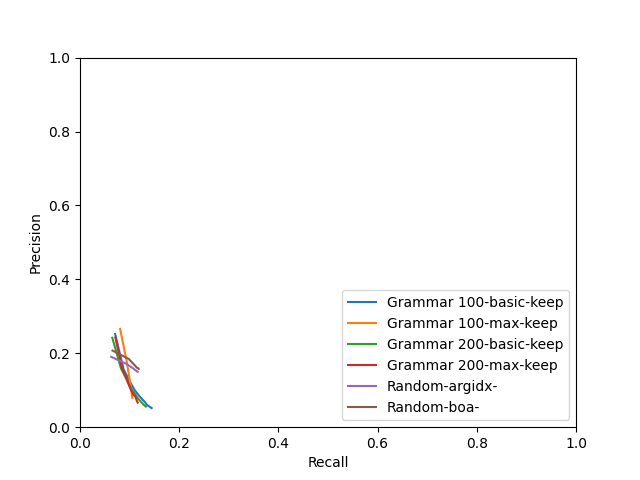 1.0
0.8
0.6
0.4
0.2
0.0
Precision
0.0 0.2 0.4 0.6 0.8 1.0
Recall
Grammar 100-basic-keep
Grammar 100-max-keep
Grammar 200-basic-keep
Grammar 200-max-keep
Random-argidx-
Random-boa-